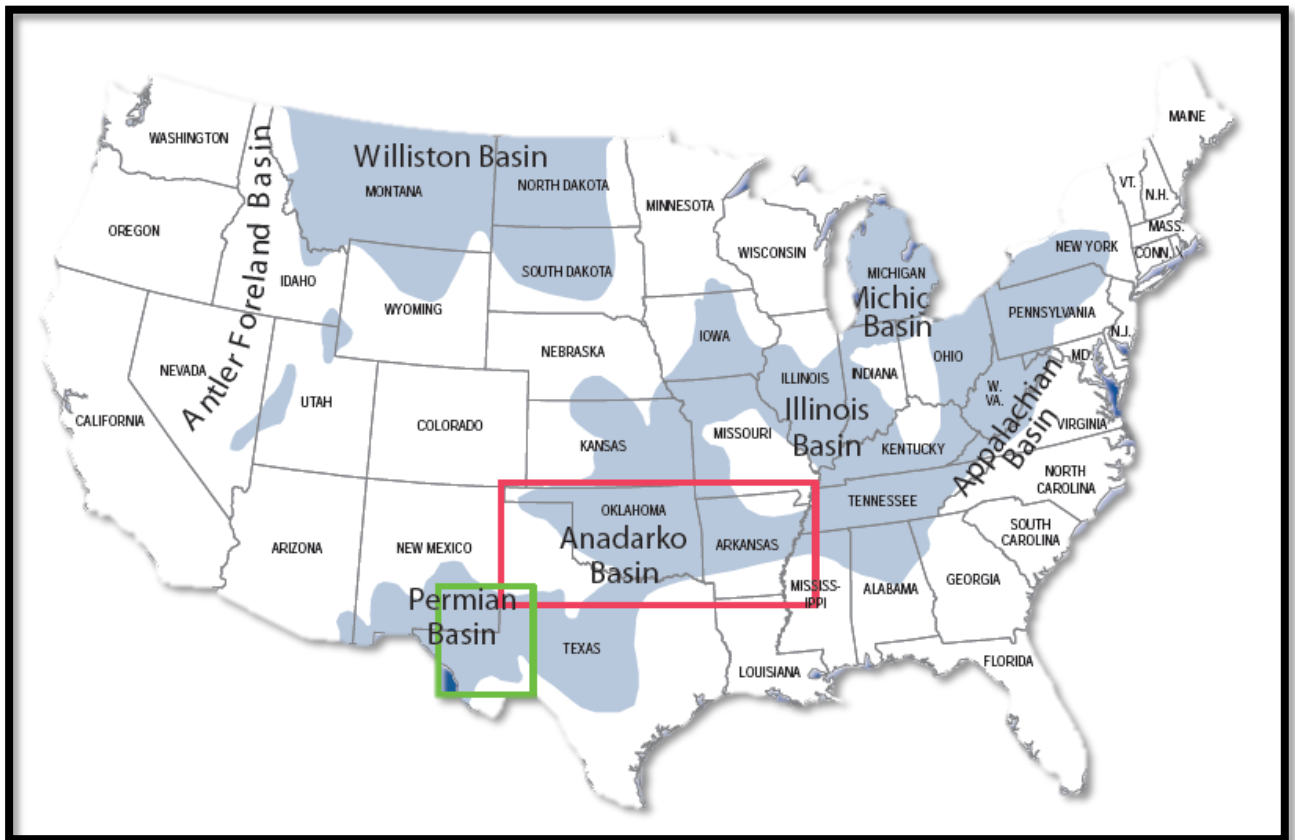 MAINE
WASHINGTON
Williston Basin
MONTANA
NORTH DAKOTA
MINNESOTA
VT.
N.H.
MASS.
CONN.
OREGON
IDAHO
Antler Foreland Basin
WYOMING
SOUTH DAKOTA
WISCONSIN
MICHIGAN
Michig
Basin
NEW YORK
PENNSYLVANIA
N.J.
NEBRASKA
IOWA
ILLINOIS
INDIANA
OHIO
MD.
W.
VA.
VIRGINIA
NEVADA
UTAH
CALIFORNIA
COLORADO
KANSAS
MISSOURI
Illinois
Basin
KENTUCKY
Appalachian
Basin
NORTH
CAROLINA
TENNESSEE
SOUTH
CAROLINA
ARIZONA
NEW MEXICO
OKLAHOMA
Anadarko
Basin
ARKANSAS
MISSISS-
IPPI
ALABAMA
GEORGIA
Permian
Basin
TEXAS
LOUISIANA
FLORIDA